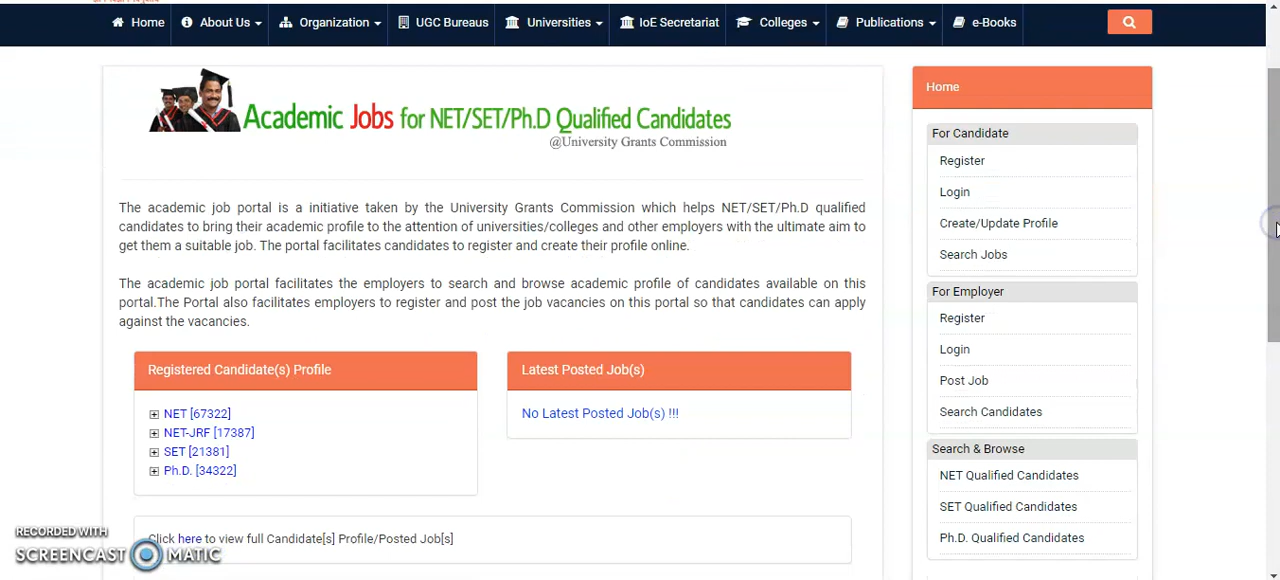 Home About Us Organization UGC Bureaus Universities IoE Secretariat Colleges Publications e-Books
Academic Jobs for NET/SET/Ph.D Qualified Candidates
@University Grants Commission
The academic job portal is a initiative taken by the University Grants Commission which helps NET/SET/Ph.D qualified
candidates to bring their academic profile to the attention of universities/colleges and other employers with the ultimate aim to
get them a suitable job. The portal facilitates candidates to register and create their profile online.
The academic job portal facilitates the employers to search and browse academic profile of candidates available on this
portal.The Portal also facilitates employers to register and post the job vacancies on this portal so that candidates can apply
against the vacancies.
Registered Candidate(s) Profile
NET [67322]
NET-JRF [17387]
SET [21381]
Ph.D. [34322]
Latest Posted Job(s)
No Latest Posted Job(s) !!!
Click here to view full Candidate[s] Profile/Posted Job[s]
Home
For Candidate
Register
Login
Create/Update Profile
Search Jobs
For Employer
Register
Login
Post Job
Search Candidates
Search & Browse
NET Qualified Candidates
SET Qualified Candidates
Ph.D. Qualified Candidates
RECORDED WITH
SCREENCAST MATIC